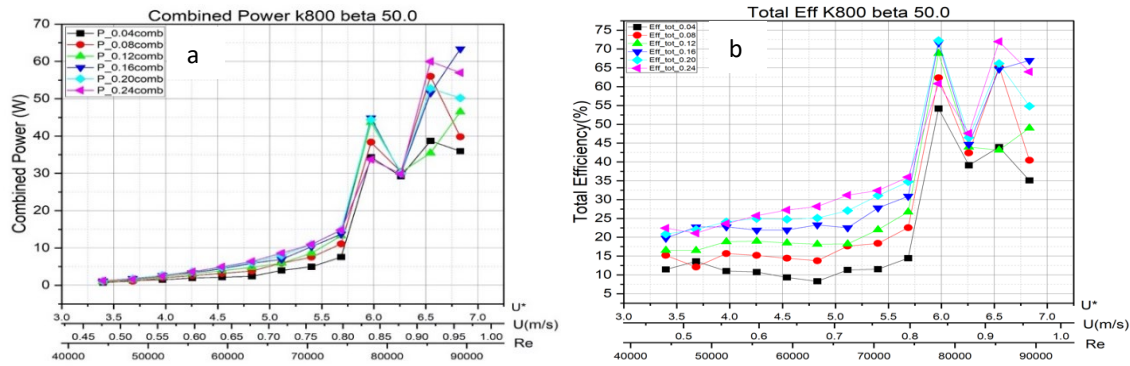 Combined Power k800 beta 50.0
a
P_0.04comb
P_0.08comb
P_0.12comb
P_0.16comb
P_0.20comb
P_0.24comb
Combined Power (W)
70
60
50
40
30
20
10
0
3.0 3.5 4.0 4.5 5.0 5.5 6.0 6.5 7.0
U*
0.45 0.50 0.55 0.60 0.65 0.70 0.75 0.80 0.85 0.90 0.95 1.00
U(m/s)
40000 50000 60000 70000 80000 90000
Re
Total Eff K800 beta 50.0
b
Eff_tot_0.04
Eff_tot_0.08
Eff_tot_0.12
Eff_tot_0.16
Eff_tot_0.20
Eff_tot_0.24
Total Efficiency(%)
75
70
65
60
55
50
45
40
35
30
25
20
15
10
5
3.0 3.5 4.0 4.5 5.0 5.5 6.0 6.5 7.0
U*
0.5 0.6 0.7 0.8 0.9 1.0
U(m/s)
40000 50000 60000 70000 80000 90000
Re